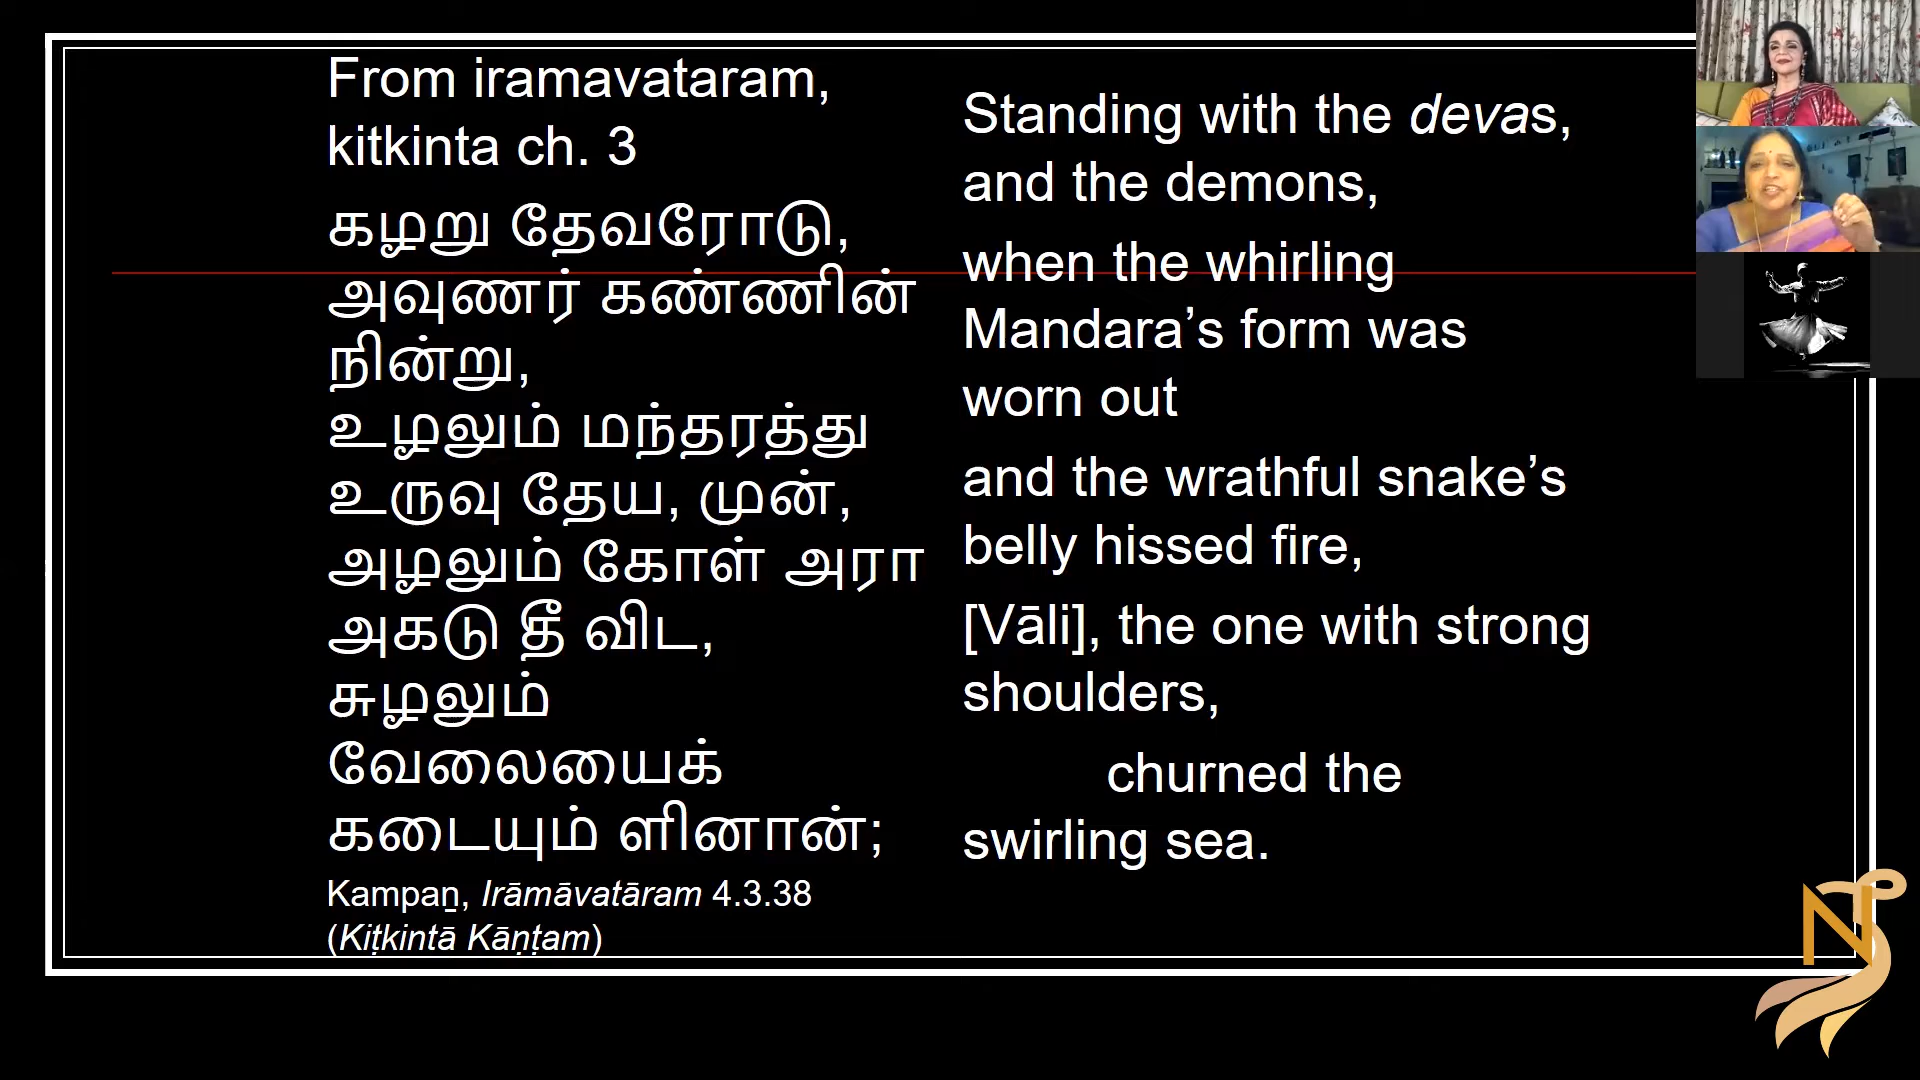 From iramavataram,
kitkinta ch. 3
கழறு தேவரோடு,
அவுணர் கண்ணின்
நின்று,
உழலும் மந்தரத்து
உருவு தேய, முன்,
அழலும் கோள் அரா
அகடு தீ விட,
சுழலும்
வேலையைக்
கடையும் ளினான்;
Kampaṉ, Irāmāvatāram 4.3.38
(Kiṭkintā Kāṇṭam)
Standing with the devas,
and the demons,
when the whirling
Mandara’s form was
worn out
and the wrathful snake’s
belly hissed fire,
[Vāli], the one with strong
shoulders,
churned the
swirling sea.
N